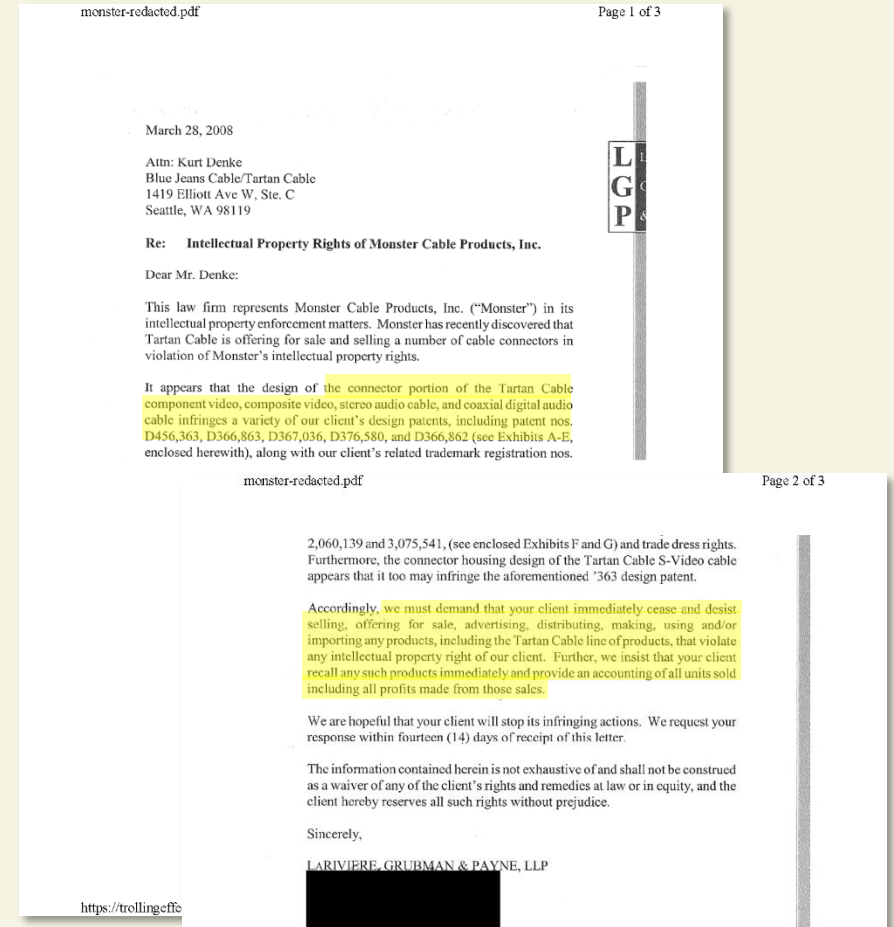 monster-redacted.pdf
Page 1 of 3
March 28, 2008
Attn: Kurt Denke
Blue Jeans Cable/Tartan Cable
1419 Elliott Ave W, Ste. C
Seattle, WA 98119
L
G
P
&
Re: Intellectual Property Rights of Monster Cable Products, Inc.
Dear Mr. Denke:
This law firm represents Monster Cable Products, Inc. (“Monster”) in its
intellectual property enforcement matters. Monster has recently discovered that
Tartan Cable is offering for sale and selling a number of cable connectors in
violation of Monster’s intellectual property rights.
It appears that the design of the connector portion of the Tartan Cable
component video, composite video, stereo audio cable, and coaxial digital audio
cable infringes a variety of our client’s design patents, including patent nos.
D456,363, D366,863, D367,036, D376,580, and D366,862 (see Exhibits A-E,
enclosed herewith), along with our client’s related trademark registration nos.
monster-redacted.pdf
Page 2 of 3
2,060,139 and 3,075,541, (see enclosed Exhibits F and G) and trade dress rights.
Furthermore, the connector housing design of the Tartan Cable S-Video cable
appears that it too may infringe the aforementioned ’363 design patent.
Accordingly, we must demand that your client immediately cease and desist
selling, offering for sale, advertising, distributing, making, using and/or
importing any products, including the Tartan Cable line of products, that violate
any intellectual property right of our client. Further, we insist that your client
recall any such products immediately and provide an accounting of all units sold
including all profits made from those sales.
We are hopeful that your client will stop its infringing actions. We request your
response within fourteen (14) days of receipt of this letter.
The information contained herein is not exhaustive of and shall not be construed
as a waiver of any of the client’s rights and remedies at law or in equity, and the
client hereby reserves all such rights without prejudice.
Sincerely,
LARIVIERE, GRUBMAN & PAYNE, LLP
https://trollingeffe